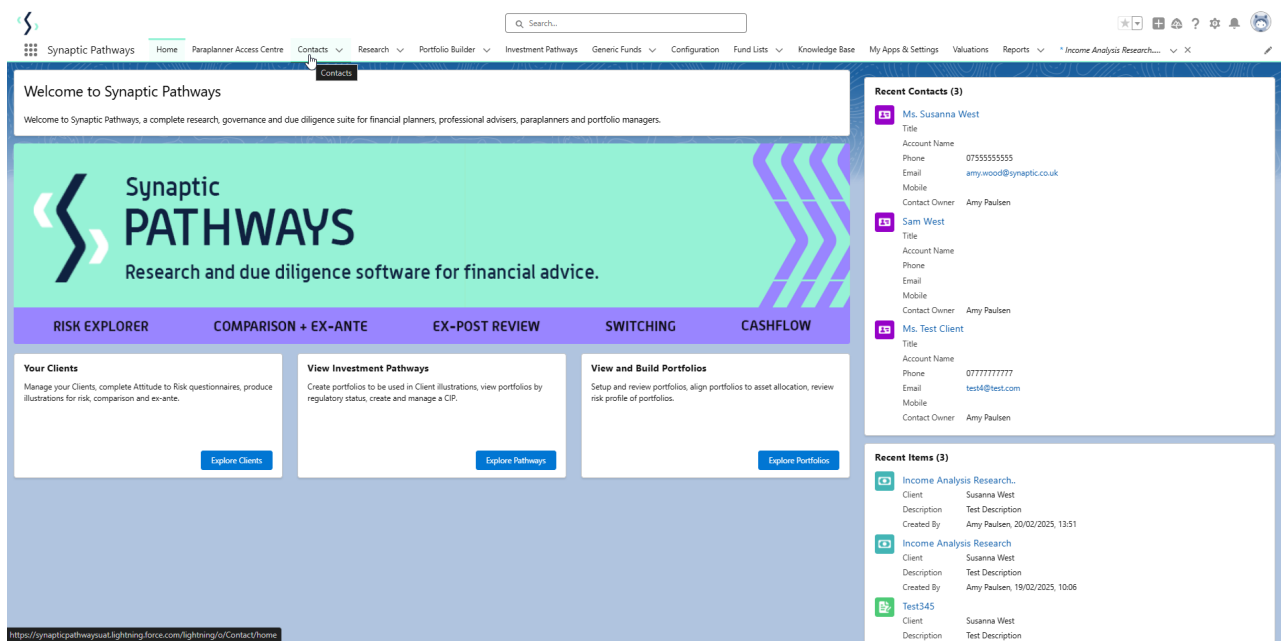 Search...
Synaptic Pathways
Home
Paraplanner Access Centre
Contacts
Research
Portfolio Builder
Investment Pathways
Generic Funds
Configuration
Fund Lists
Knowledge Base
My Apps & Settings
Valuations
Reports
* Income Analysis Research....
Contacts
Welcome to Synaptic Pathways
Welcome to Synaptic Pathways, a complete research, governance and due diligence suite for financial planners, professional advisers, paraplanners and portfolio managers.
Synaptic
PATHWAYS
Research and due diligence software for financial advice.
RISK EXPLORER
COMPARISON + EX-ANTE
EX-POST REVIEW
SWITCHING
CASHFLOW
Your Clients
Manage your Clients, complete Attitude to Risk questionnaires, produce
illustrations for risk, comparison and ex-ante.
Explore Clients
View Investment Pathways
Create portfolios to be used in Client illustrations, view portfolios by
regulatory status, create and manage a CIP.
Explore Pathways
View and Build Portfolios
Setup and review portfolios, align portfolios to asset allocation, review
risk profile of portfolios.
Explore Portfolios
Recent Contacts (3)
Ms. Susanna West
Title
Account Name
Phone 07555555555
Email amy.wood@synaptic.co.uk
Mobile
Contact Owner Amy Paulsen
Sam West
Title
Account Name
Phone
Email
Mobile
Contact Owner Amy Paulsen
Ms. Test Client
Title
Account Name
Phone 07777777777
Email test4@test.com
Mobile
Contact Owner Amy Paulsen
Recent Items (3)
Income Analysis Research..
Client Susanna West
Description Test Description
Created By Amy Paulsen, 20/02/2025, 13:51
Income Analysis Research
Client Susanna West
Description Test Description
Created By Amy Paulsen, 19/02/2025, 10:06
Test345
Client Susanna West
Description Test Description
https://synapticpathwaysuat.lightning.force.com/lightning/o/Contact/home